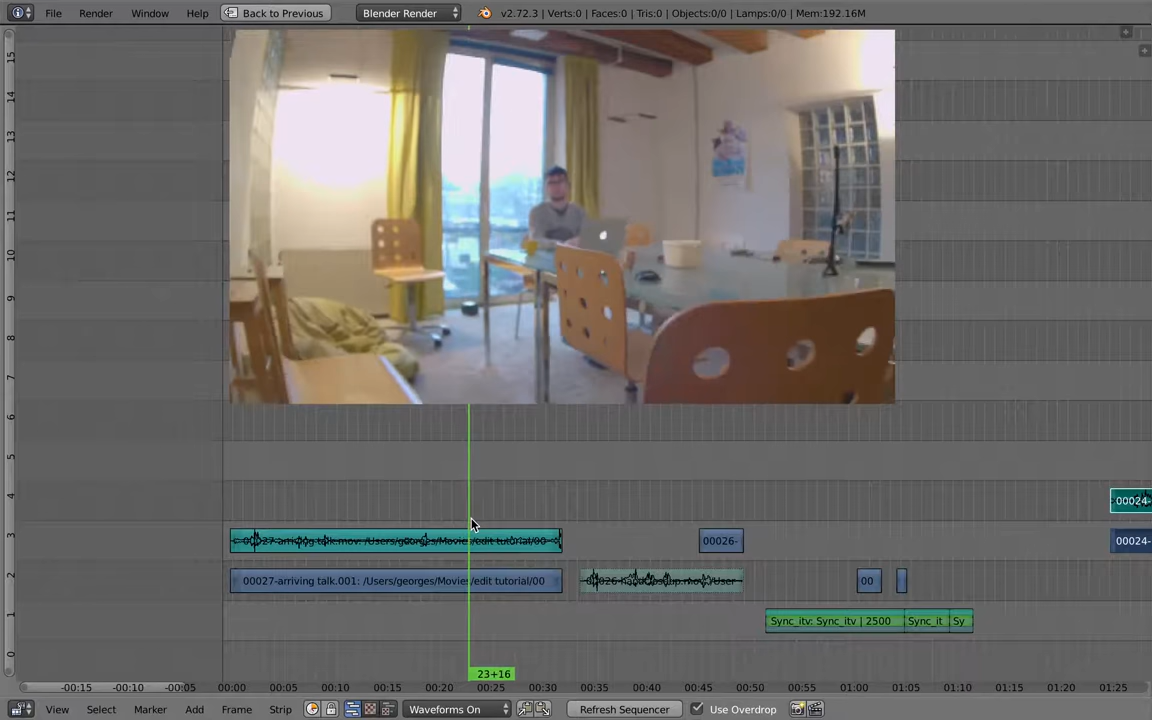 File Render Window Help Back to Previous Blender Render v2.72.3 | Verts:0 | Faces:0 | Tris:0 | Objects:0/0 | Lamps:0/0 | Mem:192.16M
15
14
13
12
11
10
9
8
7
6
5
4 00024-
3 00026- 00024-
2 00027-arriving talk.001: /Users/georges/Movies/edit tutorial/00 00
1 Sync_itv: Sync_itv | 2500 Sync_it Sy
0
23+16
-00:15 -00:10 -00:05 00:00 00:05 00:10 00:15 00:20 00:25 00:30 00:35 00:40 00:45 00:50 00:55 01:00 01:05 01:10 01:15 01:20 01:25
View Select Marker Add Frame Strip Waveforms On Refresh Sequencer Use Overdrop